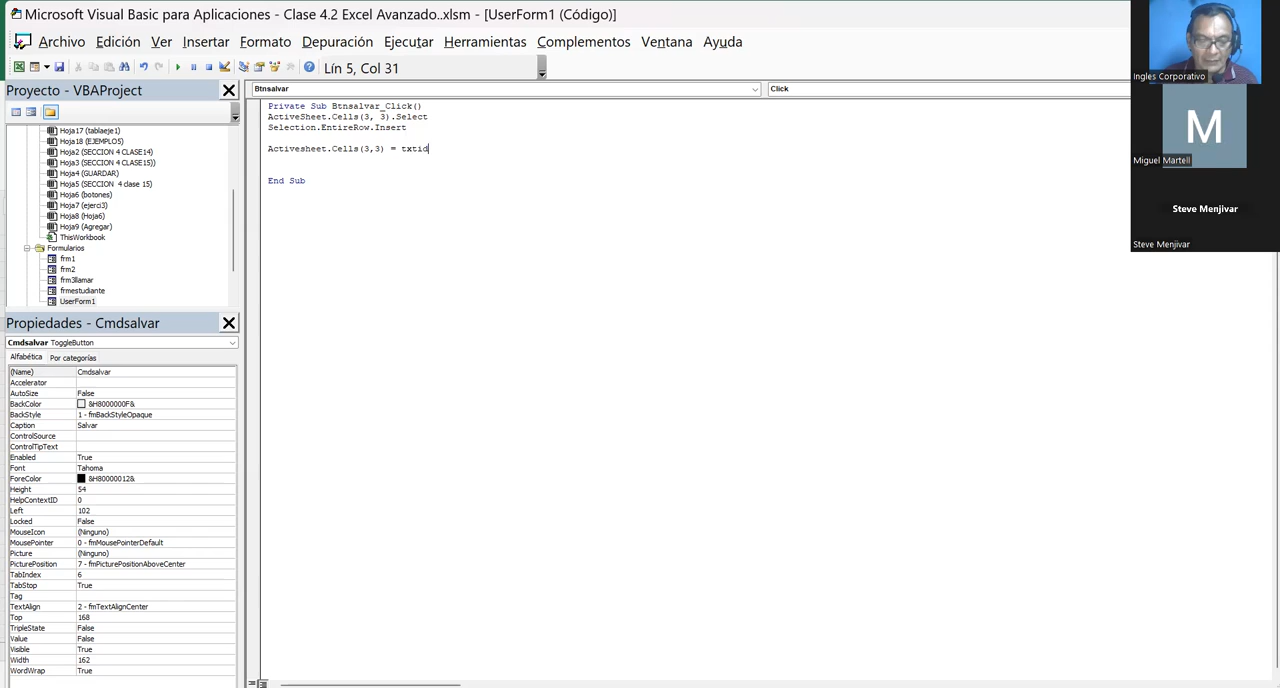 Microsoft Visual Basic para Aplicaciones - Clase 4.2 Excel Avanzado..xlsm - [UserForm1 (Código)]
Archivo Edición Ver Insertar Formato Depuración Ejecutar Herramientas Complementos Ventana Ayuda
Lín 5, Col 31
Proyecto - VBAProject
Hoja17 (tablaeje1)
Hoja18 (EJEMPLO5)
Hoja2 (SECCION 4 CLASE14)
Hoja3 (SECCION 4 CLASE15))
Hoja4 (GUARDAR)
Hoja5 (SECCION 4 clase 15)
Hoja6 (botones)
Hoja7 (ejerci3)
Hoja8 (Hoja6)
Hoja9 (Agregar)
ThisWorkbook
Formularios
frm1
frm2
frm3llamar
frmestudiante
UserForm1
Propiedades - Cmdsalvar
Cmdsalvar ToggleButton
Alfabética Por categorías
(Name) Cmdsalvar
Accelerator
AutoSize False
BackColor &H8000000F&
BackStyle 1 - fmBackStyleOpaque
Caption Salvar
ControlSource
ControlTipText
Enabled True
Font Tahoma
ForeColor &H80000012&
Height 54
HelpContextID 0
Left 102
Locked False
MouseIcon (Ninguno)
MousePointer 0 - fmMousePointerDefault
Picture (Ninguno)
PicturePosition 7 - fmPicturePositionAboveCenter
TabIndex 6
TabStop True
Tag
TextAlign 2 - fmTextAlignCenter
Top 168
TripleState False
Value False
Visible True
Width 162
WordWrap True
Btnsalvar Click
Private Sub Btnsalvar_Click()
ActiveSheet.Cells(3, 3).Select
Selection.EntireRow.Insert
Activesheet.Cells(3,3) = txtid
End Sub
Ingles Corporativo
M
Miguel Martell
Steve Menjivar
Steve Menjivar